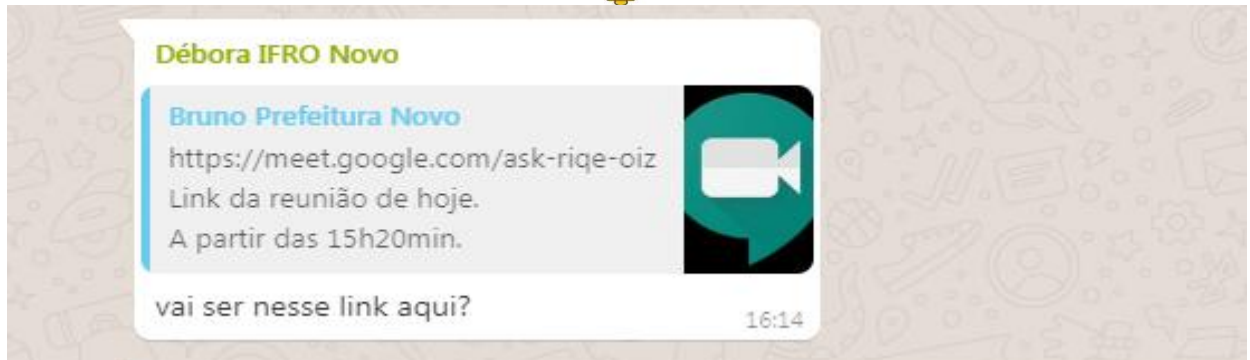 Débora IFRO Novo
Bruno Prefeitura Novo
https://meet.google.com/ask-riqe-oiz
Link da reunião de hoje.
A partir das 15h20min.
vai ser nesse link aqui?
16:14